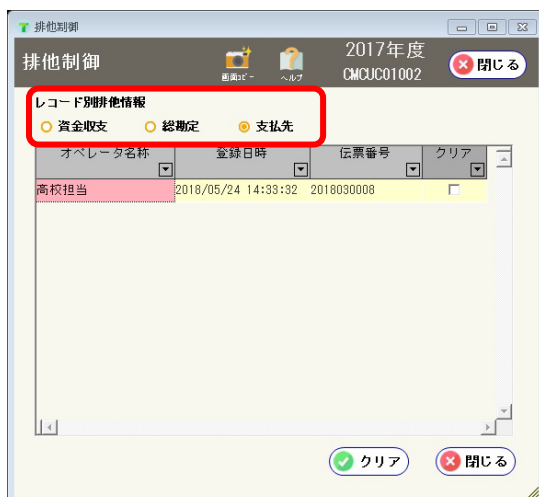 排他制御
排他制御
画面ｺﾋﾟｰ
ヘルプ
2017年度
CMCUC01002
閉じる
レコード別排他情報
資金収支 総勘定 支払先
オペレータ名称 登録日時 伝票番号 クリア
高校担当 2018/05/24 14:33:32 2018030008
クリア 閉じる